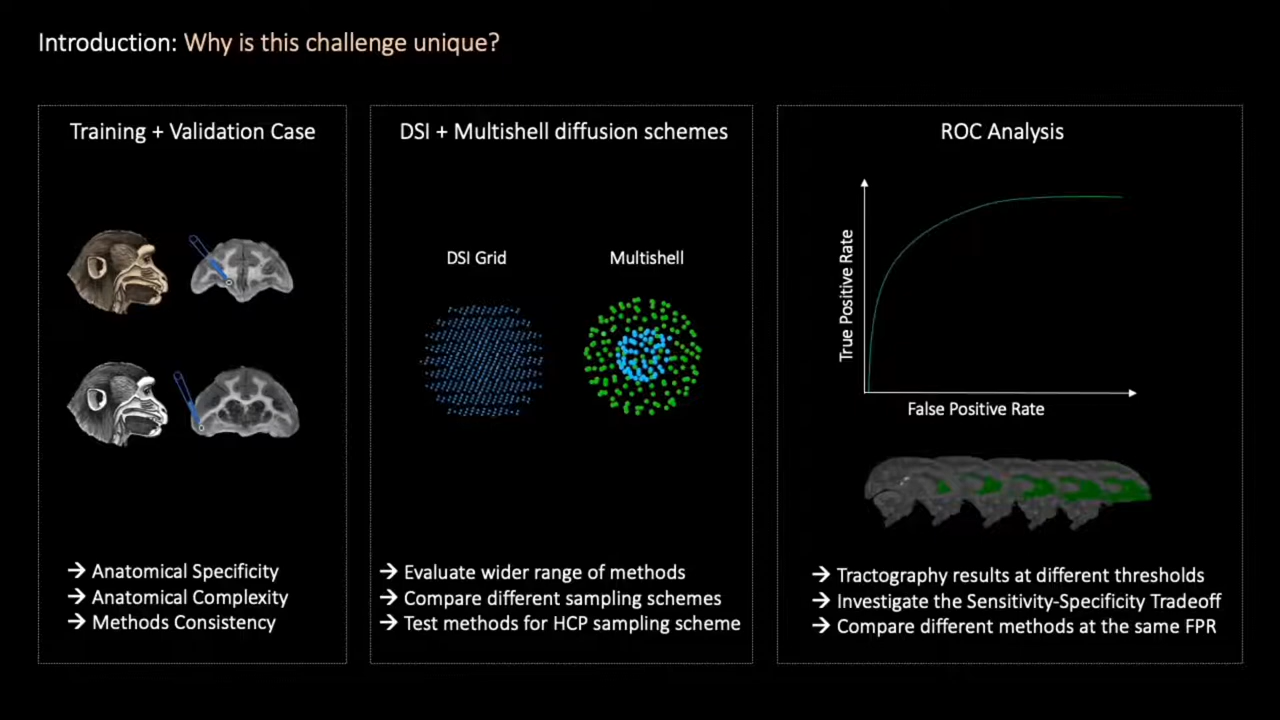 Introduction: Why is this challenge unique?
Training + Validation Case
→ Anatomical Specificity
→ Anatomical Complexity
→ Methods Consistency
DSI + Multishell diffusion schemes
DSI Grid
Multishell
→ Evaluate wider range of methods
→ Compare different sampling schemes
→ Test methods for HCP sampling scheme
ROC Analysis
True Positive Rate
False Positive Rate
→ Tractography results at different thresholds
→ Investigate the Sensitivity-Specificity Tradeoff
→ Compare different methods at the same FPR